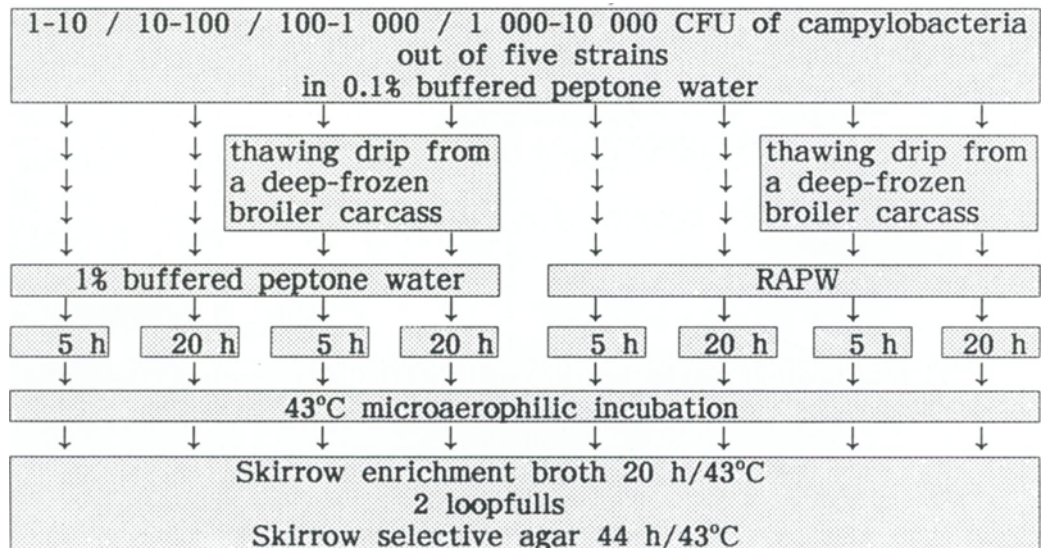 1-10 / 10-100 / 100-1 000 / 1 000-10 000 CFU of campylobacteria
out of five strains
in 0.1% buffered peptone water
thawing drip from
a deep-frozen
broiler carcass
thawing drip from
a deep-frozen
broiler carcass
1% buffered peptone water
RAPW
5 h
20 h
5 h
20 h
5 h
20 h
5 h
20 h
43°C microaerophilic incubation
Skirrow enrichment broth 20 h/43°C
2 loopfulls
Skirrow selective agar 44 h/43°C